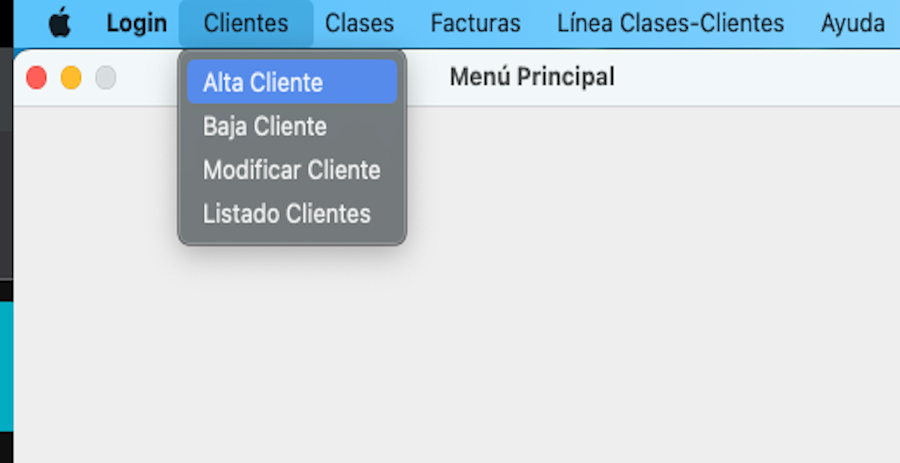 Login Clientes Clases Facturas Línea Clases-Clientes Ayuda
Menú Principal
Alta Cliente
Baja Cliente
Modificar Cliente
Listado Clientes